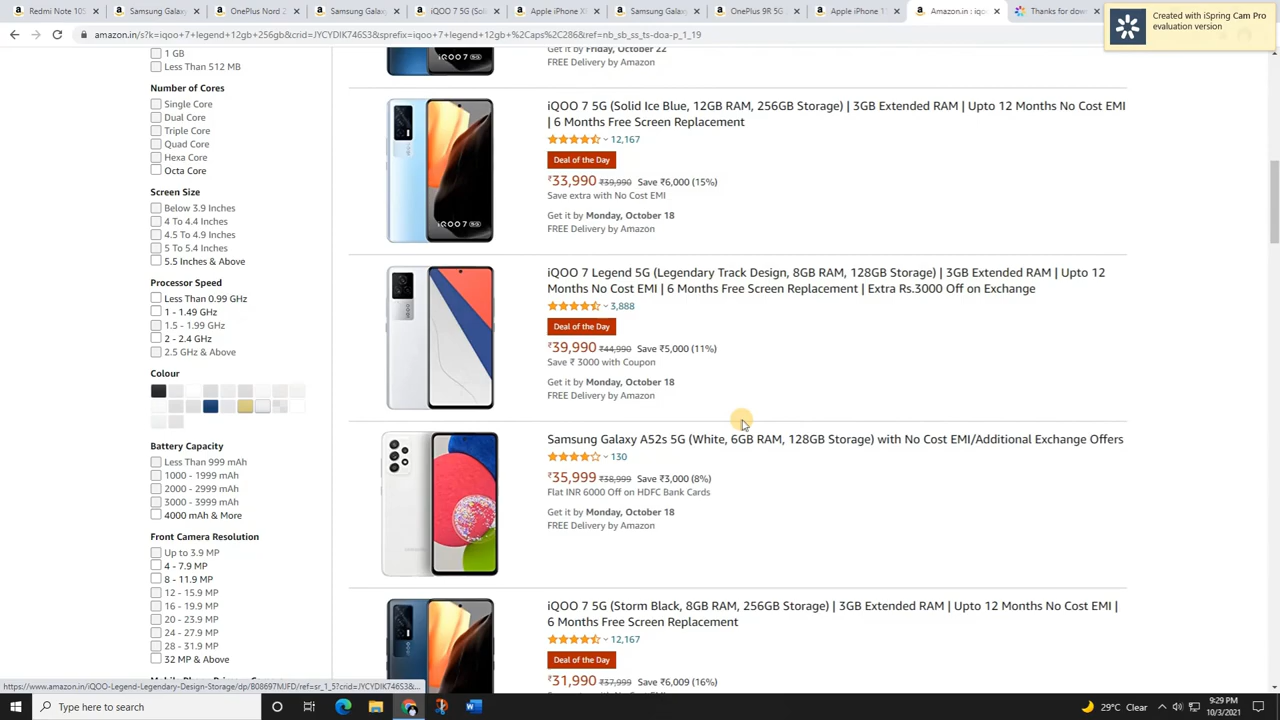 Redmi Note 10S
Samsung Galaxy
OnePlus Nord 2
Samsung Galaxy
iQOO 7 5G (Soli
Apple iPhone X
Samsung Galax
OnePlus 9R 5G
Apple iPhone 1
Amazon.in : iqo
Thanks for dow
Created with iSpring Cam Pro
evaluation version
amazon.in/s?k=iqoo+7+legend+12gb+256gb&crid=JYCYDIK746S3&sprefix=iqoo+7+legend+12gb%2Caps%2C286&ref=nb_sb_ss_ts-doa-p
1 GB
Less Than 512 MB
Number of Cores
Single Core
Dual Core
Triple Core
Quad Core
Hexa Core
Octa Core
Screen Size
Below 3.9 Inches
4 To 4.4 Inches
4.5 To 4.9 Inches
5 To 5.4 Inches
5.5 Inches & Above
Processor Speed
Less Than 0.99 GHz
1 - 1.49 GHz
1.5 - 1.99 GHz
2 - 2.4 GHz
2.5 GHz & Above
Colour
Battery Capacity
Less Than 999 mAh
1000 - 1999 mAh
2000 - 2999 mAh
3000 - 3999 mAh
4000 mAh & More
Front Camera Resolution
Up to 3.9 MP
4 - 7.9 MP
8 - 11.9 MP
12 - 15.9 MP
16 - 19.9 MP
20 - 23.9 MP
24 - 27.9 MP
28 - 31.9 MP
32 MP & Above
Get it by Friday, October 22
FREE Delivery by Amazon
iQOO 7 5G (Solid Ice Blue, 12GB RAM, 256GB Storage) | 3GB Extended RAM | Upto 12 Months No Cost EMI
| 6 Months Free Screen Replacement
12,167
Deal of the Day
₹33,990 ₹39,990 Save ₹6,000 (15%)
Save extra with No Cost EMI
Get it by Monday, October 18
FREE Delivery by Amazon
iQOO 7 Legend 5G (Legendary Track Design, 8GB RAM, 128GB Storage) | 3GB Extended RAM | Upto 12
Months No Cost EMI | 6 Months Free Screen Replacement | Extra Rs.3000 Off on Exchange
3,888
Deal of the Day
₹39,990 ₹44,990 Save ₹5,000 (11%)
Save ₹ 3000 with Coupon
Get it by Monday, October 18
FREE Delivery by Amazon
Samsung Galaxy A52s 5G (White, 6GB RAM, 128GB Storage) with No Cost EMI/Additional Exchange Offers
130
₹35,999 ₹38,999 Save ₹3,000 (8%)
Flat INR 6000 Off on HDFC Bank Cards
Get it by Monday, October 18
FREE Delivery by Amazon
iQOO 7 5G (Storm Black, 8GB RAM, 256GB Storage) | 3GB Extended RAM | Upto 12 Months No Cost EMI |
6 Months Free Screen Replacement
12,167
Deal of the Day
₹31,990 ₹37,999 Save ₹6,009 (16%)
https://www.amazon.in/iQOO-Legend-Legendary-Design-Storage/dp/B08697MJFD/ref=sr_1_5?crid=JYCYDIK746S3&...
Type here to search
29°C Clear
9:29 PM
10/3/2021